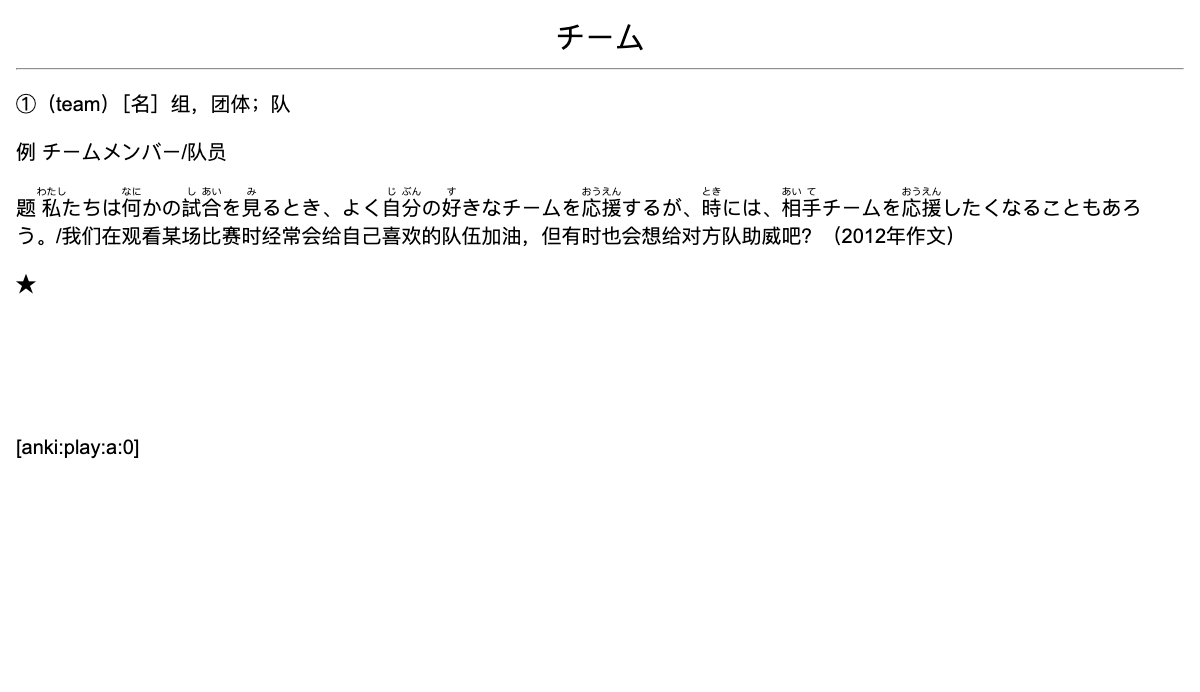 チーム
①（team）［名］组，团体；队
例 チームメンバー/队员
わたし なに し あい み じ ぶん す おうえん とき あい て おうえん
题 私たちは何かの試合を見るとき、よく自分の好きなチームを応援するが、時には、相手チームを応援したくなることもあろ
う。/我们在观看某场比赛时经常会给自己喜欢的队伍加油，但有时也会想给对方队助威吧？（2012年作文）
★
[anki:play:a:0]